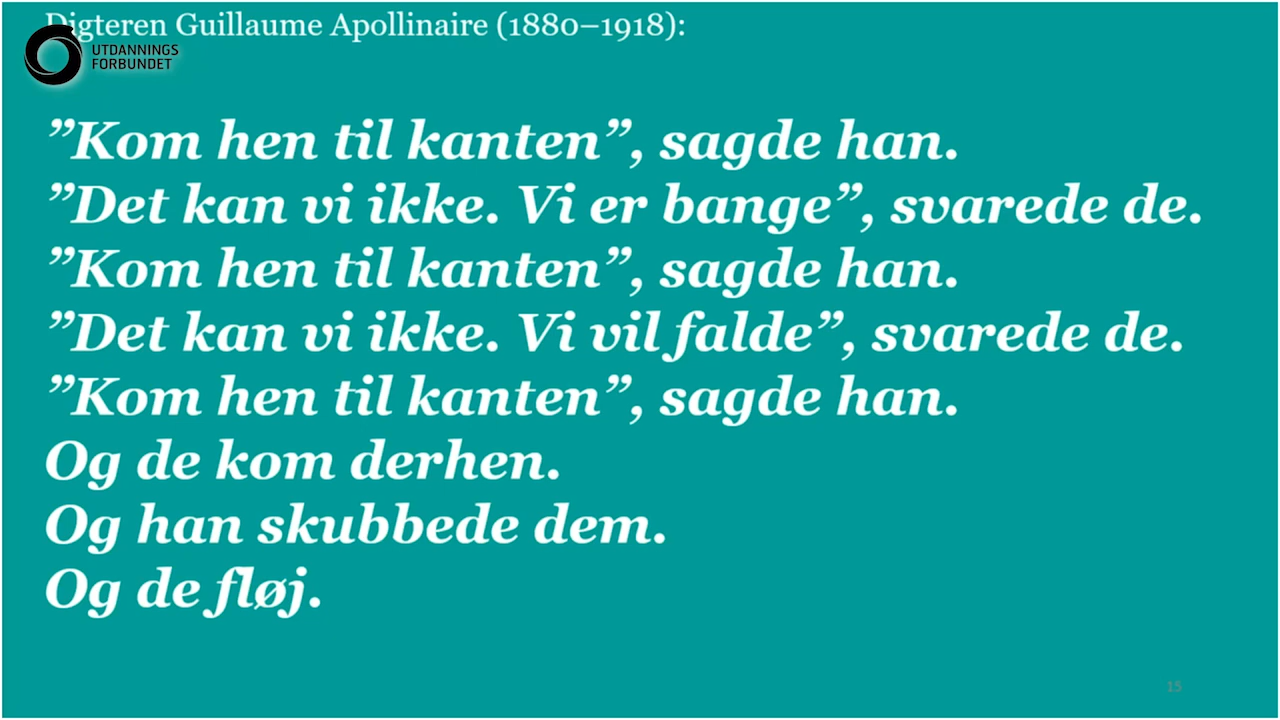 Digteren Guillaume Apollinaire (1880–1918):
UTDANNINGS
FORBUNDET
”Kom hen til kanten”, sagde han.
”Det kan vi ikke. Vi er bange”, svarede de.
”Kom hen til kanten”, sagde han.
”Det kan vi ikke. Vi vil falde”, svarede de.
”Kom hen til kanten”, sagde han.
Og de kom derhen.
Og han skubbede dem.
Og de fløj.
15